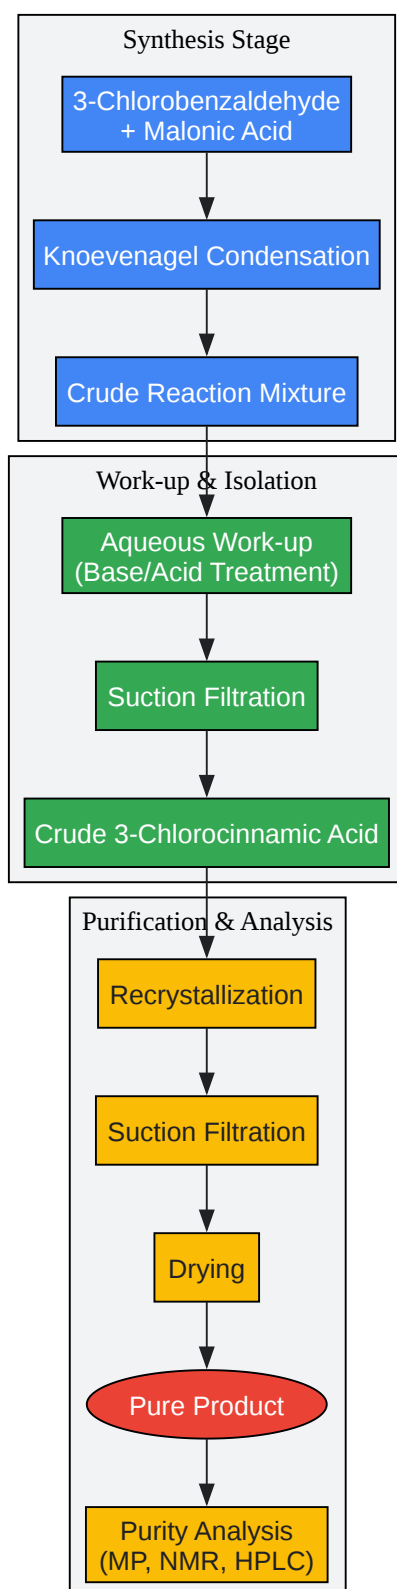 Synthesis Stage
3-Chlorobenzaldehyde
+ Malonic Acid
Knoevenagel Condensation
Crude Reaction Mixture
Work-up & Isolation
Aqueous Work-up
(Base/Acid Treatment)
Suction Filtration
Crude 3-Chlorocinnamic Acid
Purification & Analysis
Recrystallization
Suction Filtration
Drying
Pure Product
Purity Analysis
(MP, NMR, HPLC)